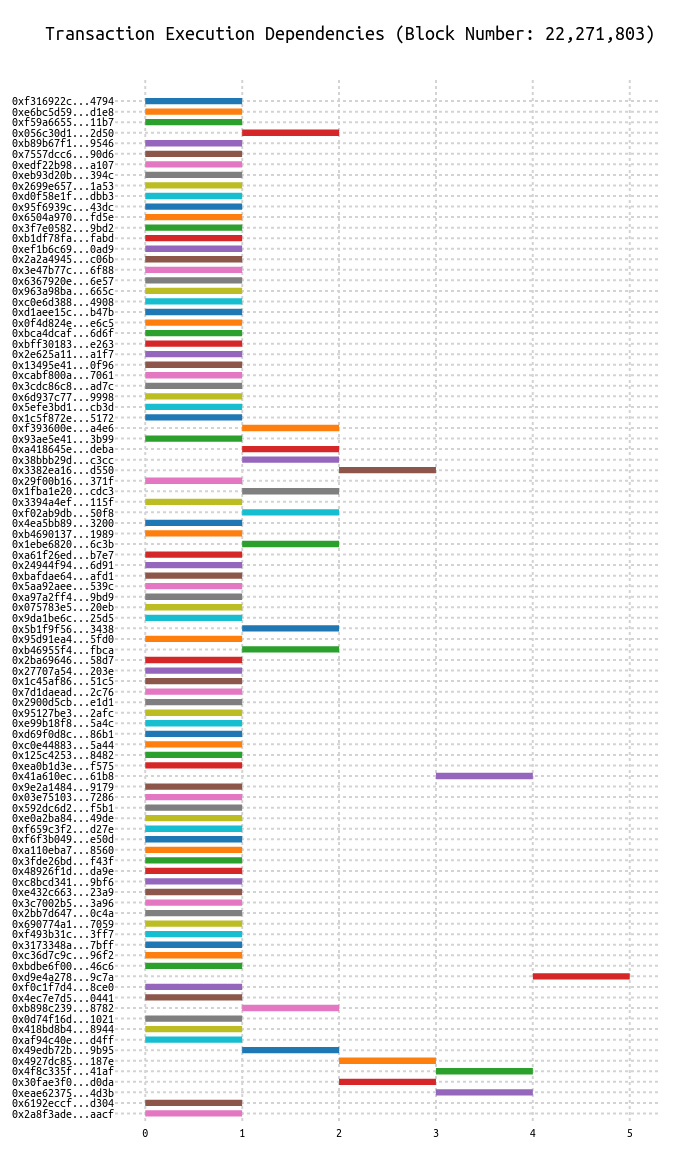 Transaction Execution Dependencies (Block Number: 22,271,803)
0xf316922c...4794
0xe6bc5d59...d1e8
0xf59a6655...11b7
0x056c30d1...2d50
0xb89b67f1...9546
0x7557dcc6...90d6
0xedf22b98...a107
0xeb93d20b...394c
0x2699e657...1a53
0xd0f58e1f...dbb3
0x95f6939c...43dc
0x6504a970...fd5e
0x3f7e0582...9bd2
0xb1df78fa...fabd
0xef1b6c69...0ad9
0x2a2a4945...c06b
0x3e47b77c...6f88
0x6367920e...6e57
0x963a98ba...665c
0xc0e6d388...4908
0xd1aee15c...b47b
0x0f4d824e...e6c5
0xbca4dcaf...6d6f
0xbff30183...e263
0x2e625a11...a1f7
0x13495e41...0f96
0xcabf800a...7061
0x3cdc86c8...ad7c
0x6d937c77...9998
0x5efe3bd1...cb3d
0x1c5f872e...5172
0xf393600e...a4e6
0x93ae5e41...3b99
0xa418645e...deba
0x38bbb29d...c3cc
0x3382ea16...d550
0x29f00b16...371f
0x1fba1e20...cdc3
0x3394a4ef...115f
0xf02ab9db...50f8
0x4ea5bb89...3200
0xb4690137...1989
0x1ebe6820...6c3b
0xa61f26ed...b7e7
0x24944f94...6d91
0xbafdae64...afd1
0x5aa92aee...539c
0xa97a2ff4...9bd9
0x075783e5...20eb
0x9da1be6c...25d5
0x5b1f9f56...3438
0x95d91ea4...5fd0
0xb46955f4...fbca
0x2ba69646...58d7
0x27707a54...203e
0x1c45af86...51c5
0x7d1daead...2c76
0x2900d5cb...e1d1
0x95127be3...2afc
0xe99b18f8...5a4c
0xd69f0d8c...86b1
0xc0e44883...5a44
0x125c4253...8482
0xea0b1d3e...f575
0x41a610ec...61b8
0x9e2a1484...9179
0x03e75103...7286
0x592dc6d2...f5b1
0xe0a2ba84...49de
0xf659c3f2...d27e
0xf6f3b049...e50d
0xa110eba7...8560
0x3fde26bd...f43f
0x48926f1d...da9e
0xc8bcd341...9bf6
0xe432c663...23a9
0x3c7002b5...3a96
0x2bb7d647...0c4a
0x690774a1...7059
0xf493b31c...3ff7
0x3173348a...7bff
0xc36d7c9c...96f2
0xbdbe6f00...46c6
0xd9e4a278...9c7a
0xf0c1f7d4...8ce0
0x4ec7e7d5...0441
0xb898c239...8782
0x0d74f16d...1021
0x418bd8b4...8944
0xaf94c40e...d4ff
0x49edb72b...9b95
0x4927dc85...187e
0x4f8c335f...41af
0x30fae3f0...d0da
0xeae62375...4d3b
0x6192eccf...d304
0x2a8f3ade...aacf
0 1 2 3 4 5